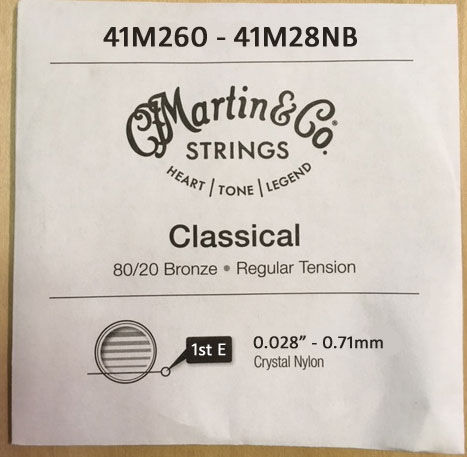 41M260 - 41M28NB
CFMartin & Co.®
STRINGS
HEART | TONE | LEGEND
Classical
80/20 Bronze • Regular Tension
1st E
0.028" - 0.71mm
Crystal Nylon